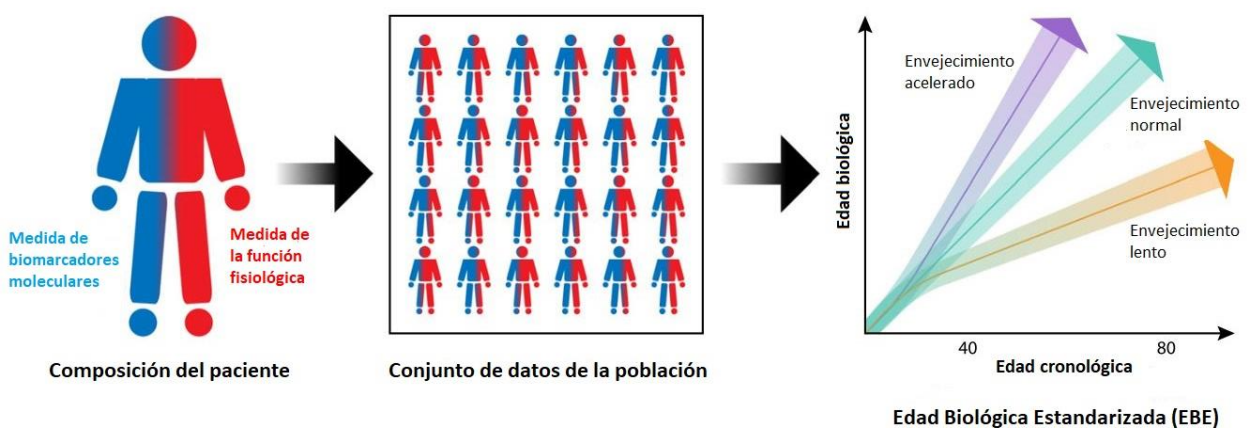 Medida de
biomarcadores
moleculares
Medida de
la función
fisiológica
Composición del paciente
Conjunto de datos de la población
Edad biológica
Envejecimiento
acelerado
Envejecimiento
normal
Envejecimiento
lento
40
80
Edad cronológica
Edad Biológica Estandarizada (EBE)